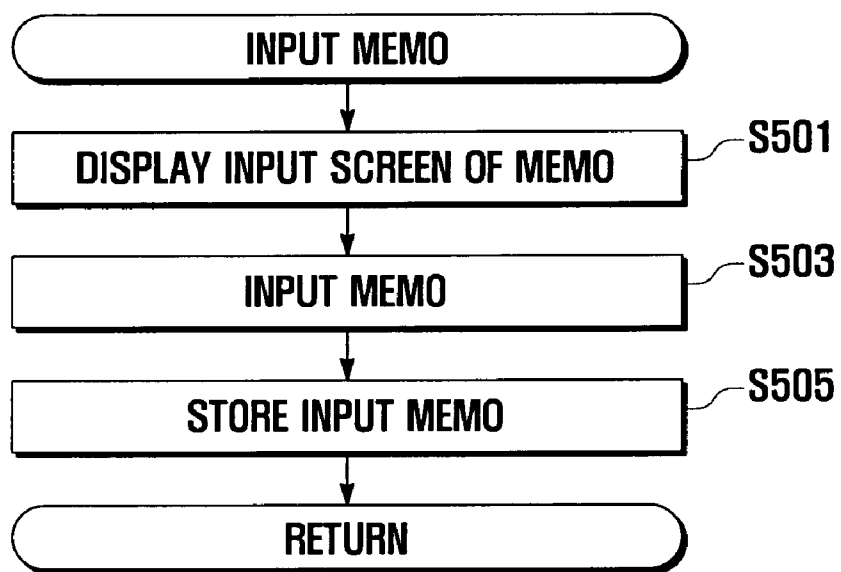 INPUT MEMO
DISPLAY INPUT SCREEN OF MEMO
S501
INPUT MEMO
S503
STORE INPUT MEMO
S505
RETURN